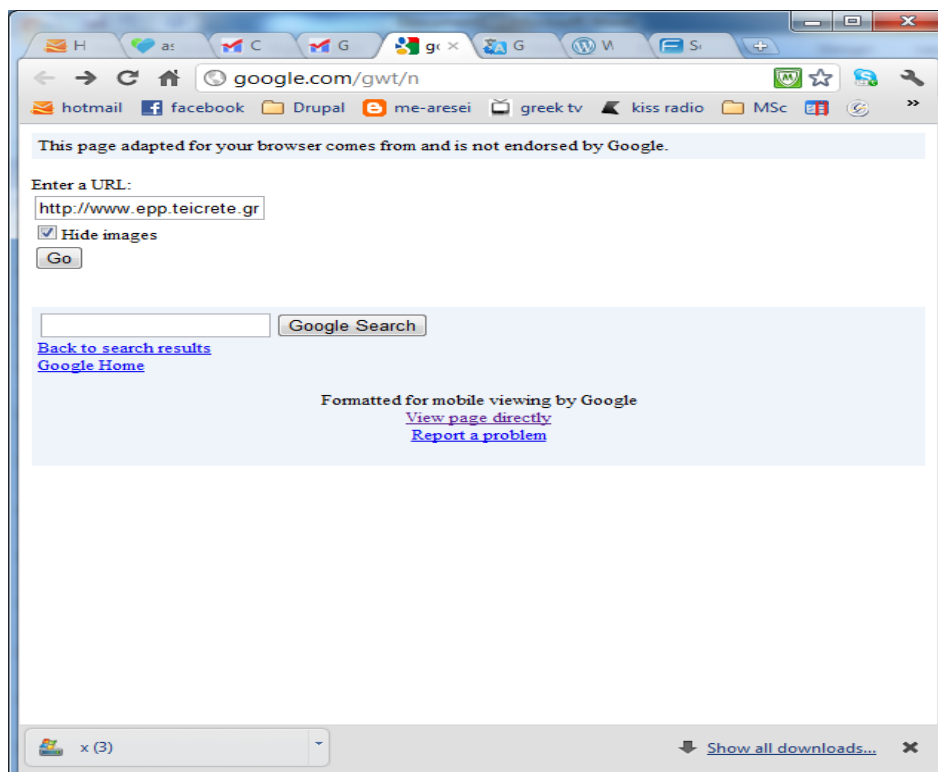 H a: C G g( G W S
google.com/gwt/n
hotmail facebook Drupal me-aresei greek tv kiss radio MSc »
This page adapted for your browser comes from and is not endorsed by Google.
Enter a URL:
http://www.epp.teicrete.gr
Hide images
Go
Google Search
Back to search results
Google Home
Formatted for mobile viewing by Google
View page directly
Report a problem
x (3) Show all downloads...